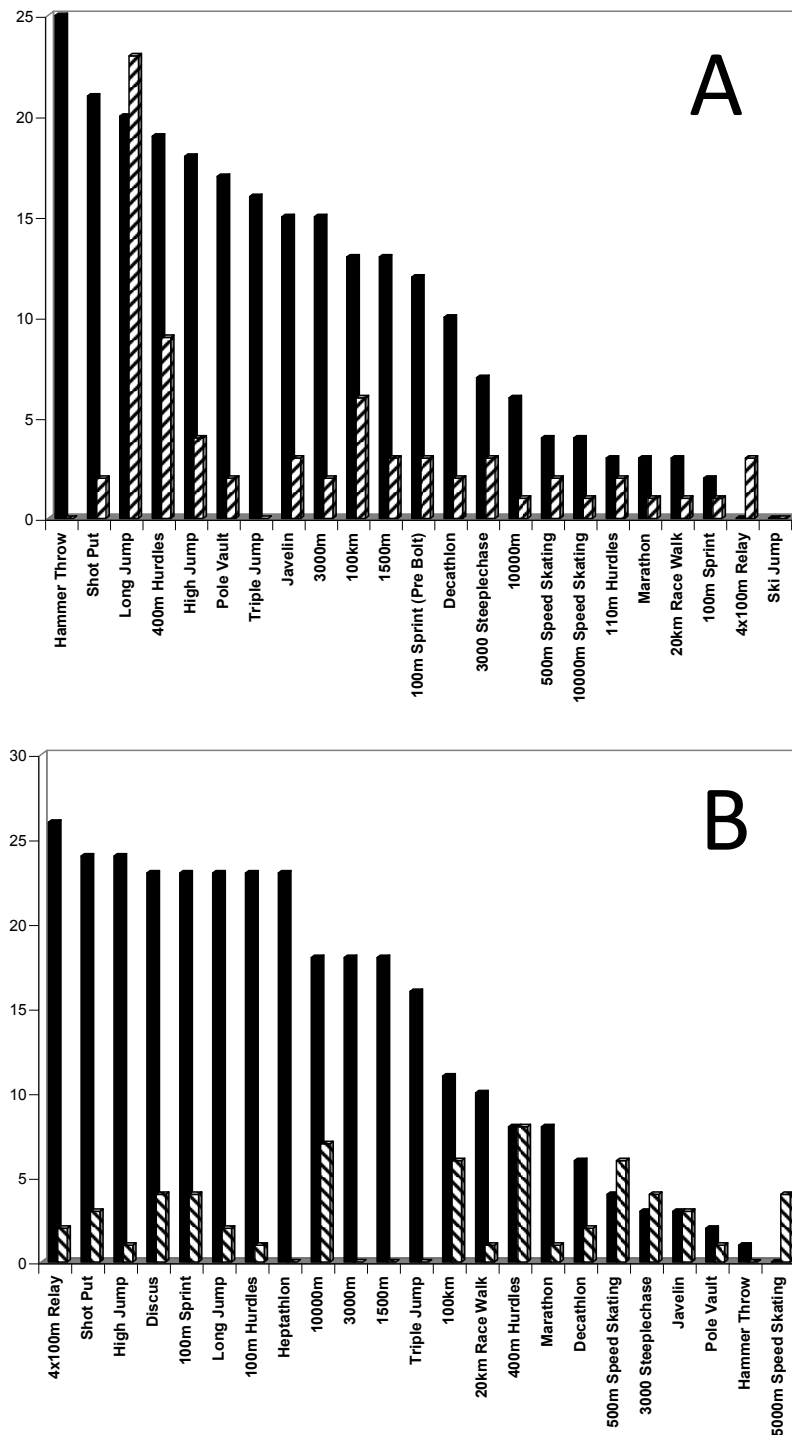 A
25
20
15
10
5
0
Hammer Throw
Shot Put
Long Jump
400m Hurdles
High Jump
Pole Vault
Triple Jump
Javelin
3000m
100km
1500m
100m Sprint (Pre Bolt)
Decathlon
3000 Steeplechase
10000m
500m Speed Skating
10000m Speed Skating
110m Hurdles
Marathon
20km Race Walk
100m Sprint
4x100m Relay
Ski Jump
B
30
25
20
15
10
5
0
4x100m Relay
Shot Put
High Jump
Discus
100m Sprint
Long Jump
100m Hurdles
Heptathlon
10000m
3000m
1500m
Triple Jump
100km
20km Race Walk
400m Hurdles
Marathon
Decathlon
500m Speed Skating
3000 Steeplechase
Javelin
Pole Vault
Hammer Throw
5000m Speed Skating